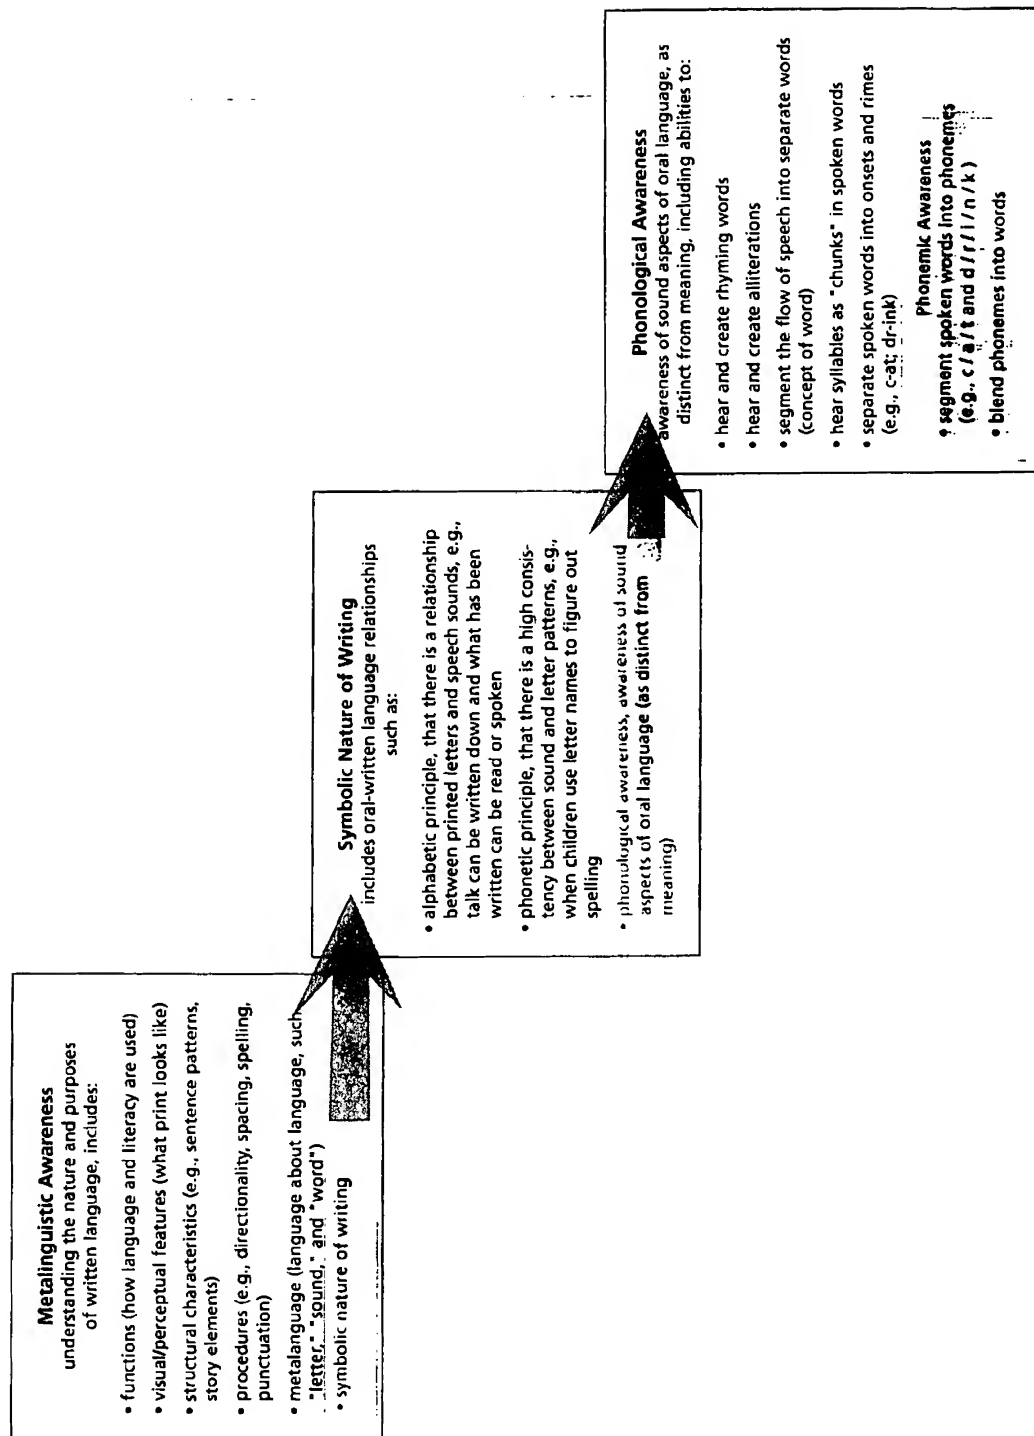 Metalinguistic Awareness
understanding the nature and purposes
of written language, includes:
• functions (how language and literacy are used)
• visual/perceptual features (what print looks like)
• structural characteristics (e.g., sentence patterns,
story elements)
• procedures (e.g., directionality, spacing, spelling,
punctuation)
• metalanguage (language about language, such
"letter," "sound," and "word")
• symbolic nature of writing
Symbolic Nature of Writing
includes oral-written language relationships
such as:
• alphabetic principle, that there is a relationship
between printed letters and speech sounds, e.g.,
talk can be written down and what has been
written can be read or spoken
• phonetic principle, that there is a high consis-
tency between sound and letter patterns, e.g.,
when children use letter names to figure out
spelling
• phonological awareness, awareness of sound
aspects of oral language (as distinct from
meaning)
Phonological Awareness
awareness of sound aspects of oral language, as
distinct from meaning, including abilities to:
• hear and create rhyming words
• hear and create alliterations
• segment the flow of speech into separate words
(concept of word)
• hear syllables as "chunks" in spoken words
• separate spoken words into onsets and rimes
(e.g., c-at; dr-ink)
Phonemic Awareness
• segment spoken words into phonemes
(e.g., c / a / t and d / r / i / n / k )
• blend phonemes into words